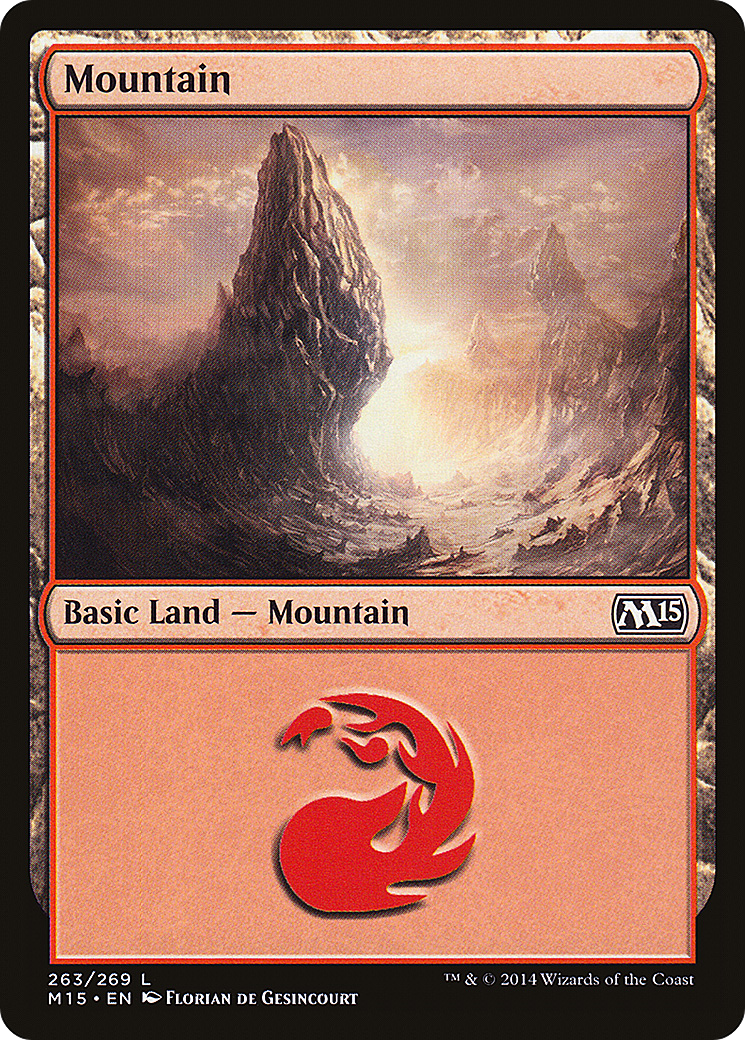 Mountain
Basic Land — Mountain
M15
263/269 L
M15 • EN Florian de Gesincourt
™ & © 2014 Wizards of the Coast